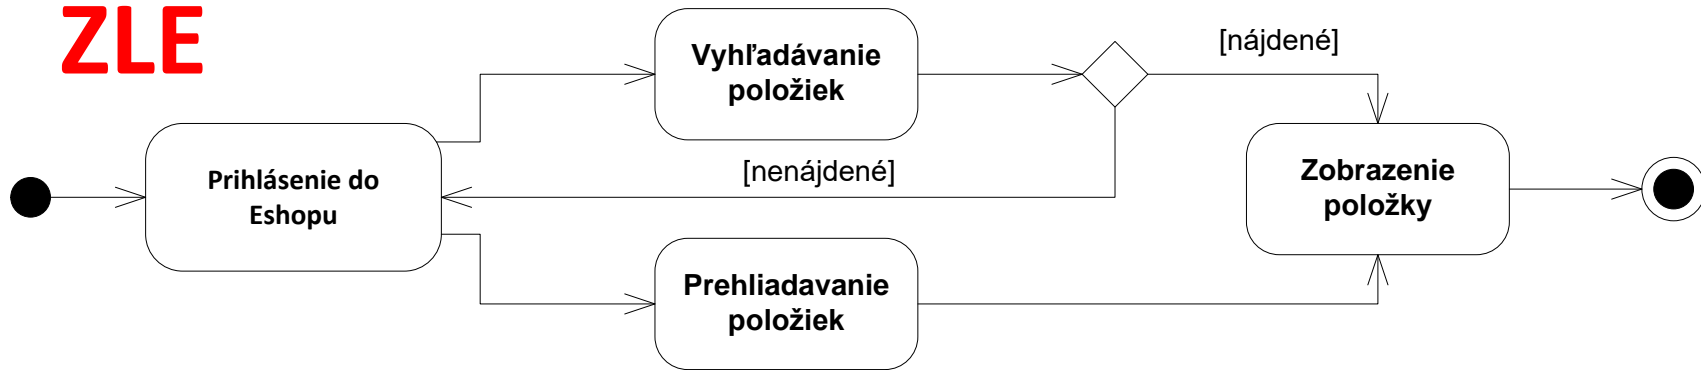 ZLE
Vyhľadávanie
položiek
[nájdené]
Prihlásenie do
Eshopu
[nenájdené]
Zobrazenie
položky
Prehliadavanie
položiek